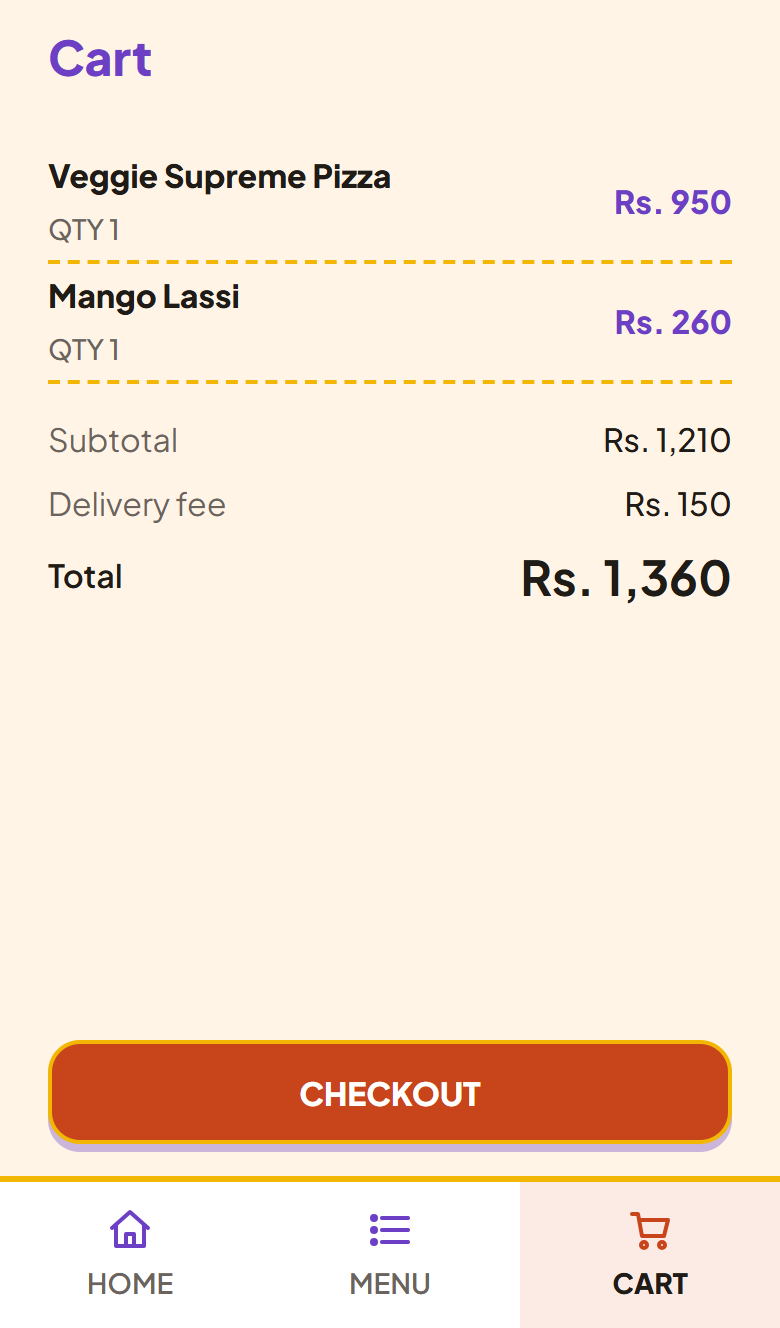 Cart
Veggie Supreme Pizza
Rs. 950
QTY 1
Mango Lassi
Rs. 260
QTY 1
Subtotal Rs. 1,210
Delivery fee Rs. 150
Total Rs. 1,360
CHECKOUT
HOME MENU CART